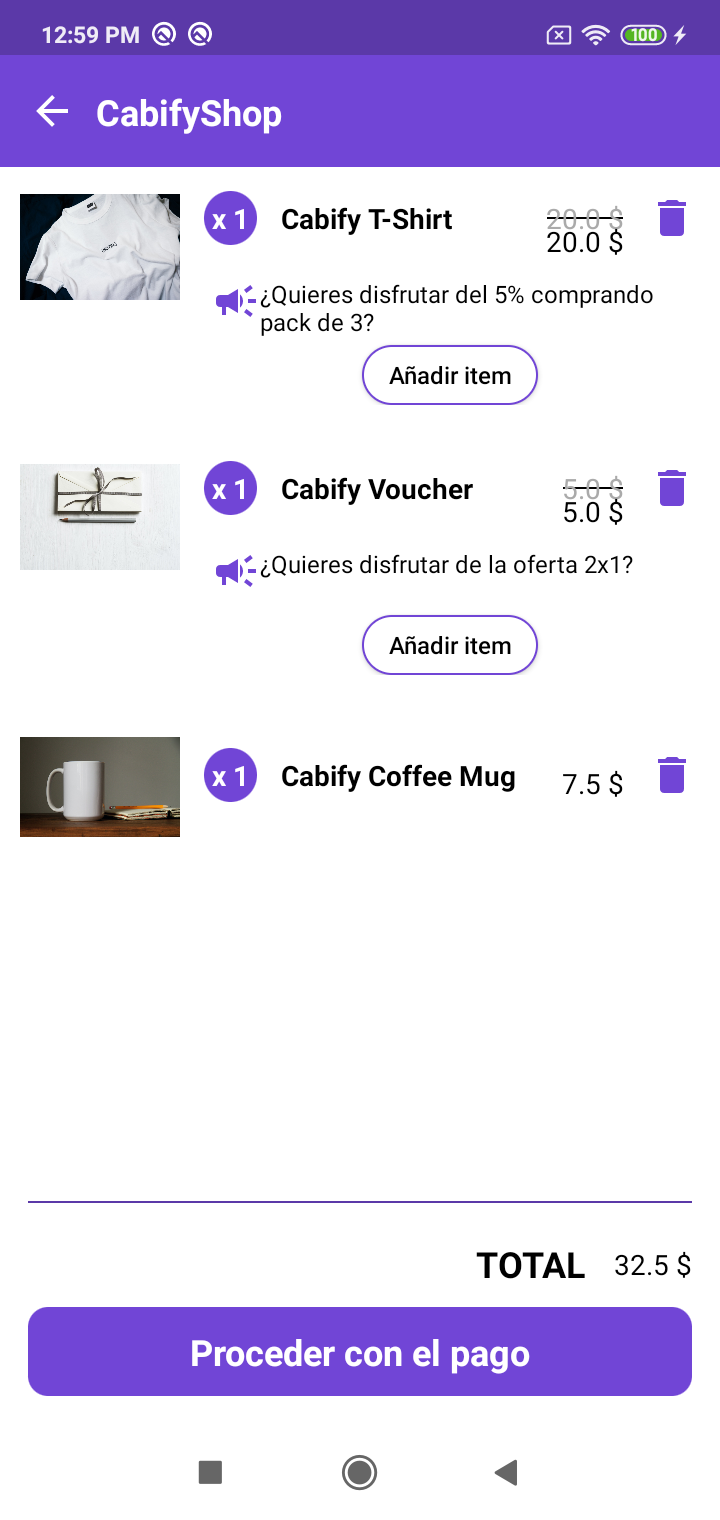 12:59 PM
100
CabifyShop
x 1 Cabify T-Shirt 20.0 $
20.0 $
¿Quieres disfrutar del 5% comprando
pack de 3?
Añadir item
x 1 Cabify Voucher 5.0 $
5.0 $
¿Quieres disfrutar de la oferta 2x1?
Añadir item
x 1 Cabify Coffee Mug 7.5 $
TOTAL 32.5 $
Proceder con el pago